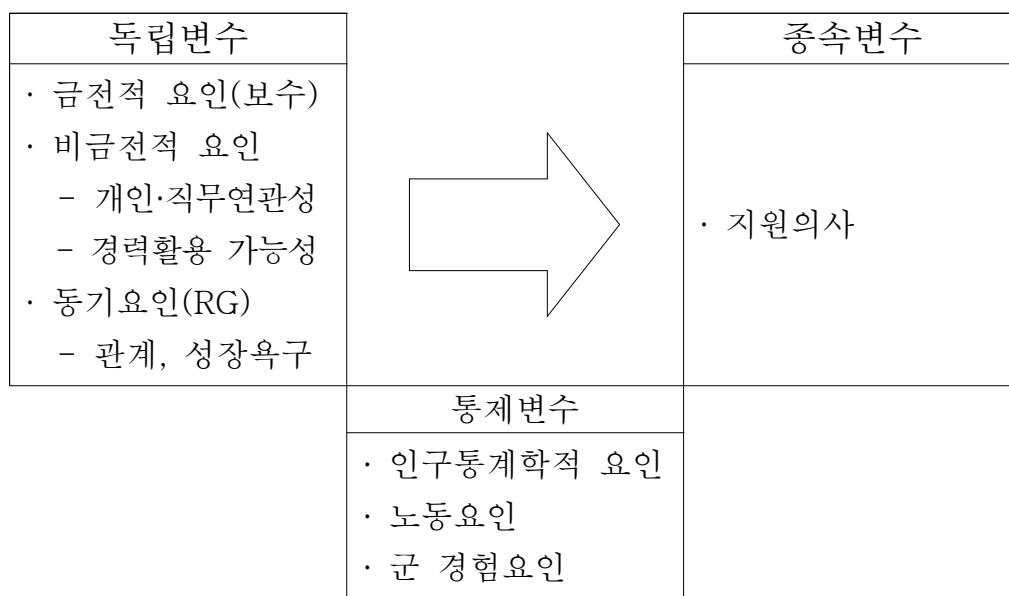 독립변수
· 금전적 요인(보수)
· 비금전적 요인
- 개인·직무연관성
- 경력활용 가능성
· 동기요인(RG)
- 관계, 성장욕구
종속변수
· 지원의사
통제변수
· 인구통계학적 요인
· 노동요인
· 군 경험요인